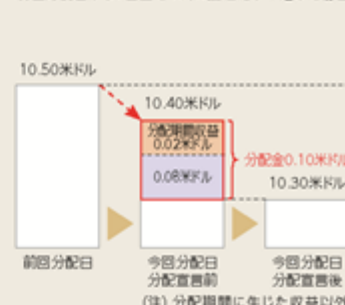 10.50米ドル
10.40米ドル
分配期間収益
0.02米ドル
分配金0.10米ドル
0.08米ドル
10.30米ドル
前回分配日
今回分配日
分配宣言前
今回分配日
分配宣言後
(注) 分配期間に生じた収益以外